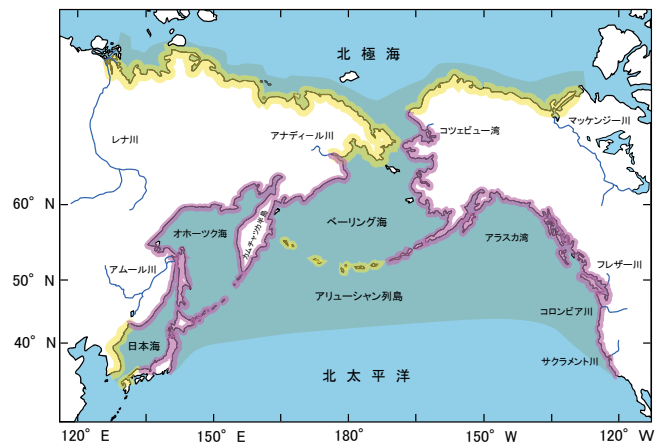 北極海
レナ川
アナディール川
コツェビュー湾
マッケンジー川
60° N
オホーツク海
カムチャツカ半島
ベーリング海
アラスカ湾
50° N
アムール川
フレザー川
アリューシャン列島
コロンビア川
40° N
日本海
サクラメント川
北太平洋
120° E
150° E
180°
150° W
120° W